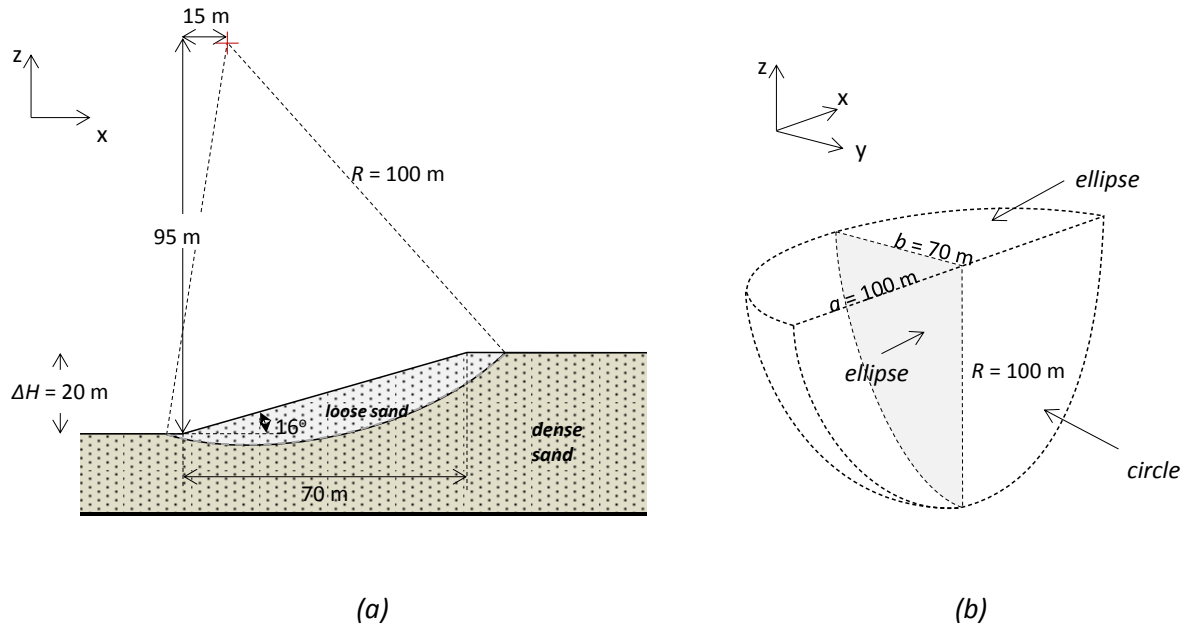 15 m
z
x
R = 100 m
95 m
ΔH = 20 m
loose sand
16°
dense
sand
70 m
(a)
z
x
y
ellipse
b = 70 m
a = 100 m
ellipse
R = 100 m
circle
(b)